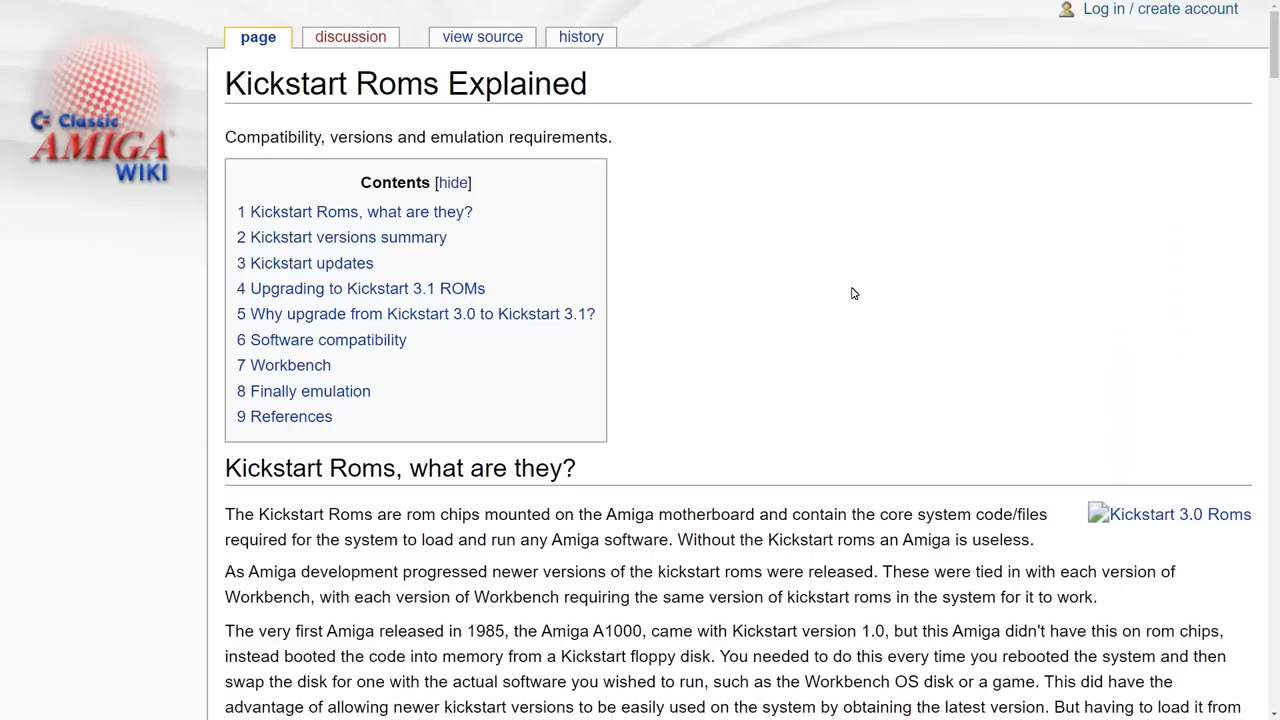 Log in / create account
page discussion view source history
Kickstart Roms Explained
C= Classic
AMIGA
WIKI
Compatibility, versions and emulation requirements.
Contents [hide]
1 Kickstart Roms, what are they?
2 Kickstart versions summary
3 Kickstart updates
4 Upgrading to Kickstart 3.1 ROMs
5 Why upgrade from Kickstart 3.0 to Kickstart 3.1?
6 Software compatibility
7 Workbench
8 Finally emulation
9 References
Kickstart Roms, what are they?
The Kickstart Roms are rom chips mounted on the Amiga motherboard and contain the core system code/files
required for the system to load and run any Amiga software. Without the Kickstart roms an Amiga is useless.
Kickstart 3.0 Roms
As Amiga development progressed newer versions of the kickstart roms were released. These were tied in with each version of
Workbench, with each version of Workbench requiring the same version of kickstart roms in the system for it to work.
The very first Amiga released in 1985, the Amiga A1000, came with Kickstart version 1.0, but this Amiga didn't have this on rom chips,
instead booted the code into memory from a Kickstart floppy disk. You needed to do this every time you rebooted the system and then
swap the disk for one with the actual software you wished to run, such as the Workbench OS disk or a game. This did have the
advantage of allowing newer kickstart versions to be easily used on the system by obtaining the latest version. But having to load it from